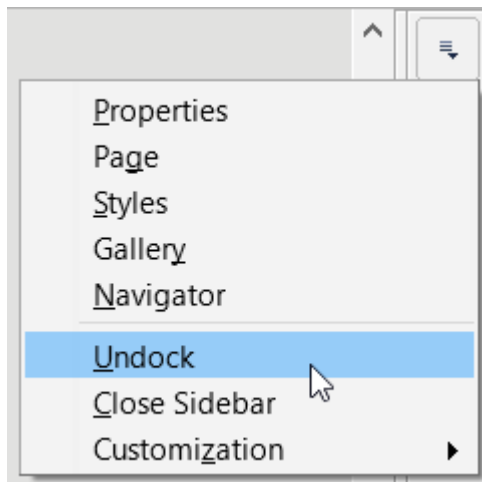 Properties
Page
Styles
Gallery
Navigator
Undock
Close Sidebar
Customization